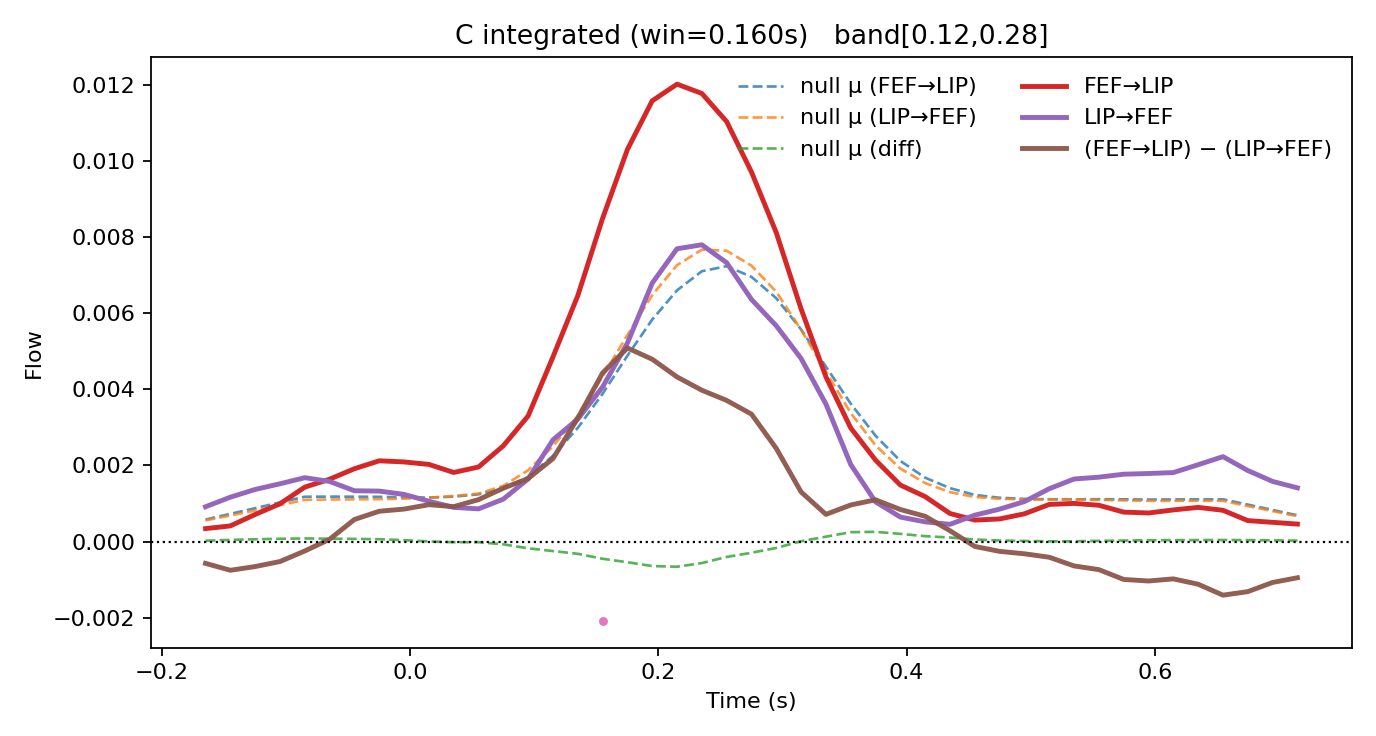 C integrated (win=0.160s)   band[0.12,0.28]
null μ (FEF→LIP)
null μ (LIP→FEF)
null μ (diff)
FEF→LIP
LIP→FEF
(FEF→LIP) − (LIP→FEF)
Flow
0.012
0.010
0.008
0.006
0.004
0.002
0.000
−0.002
−0.2
0.0
0.2
0.4
0.6
Time (s)